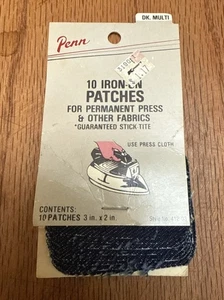 DK. MULTI
Penn
10 IRON-ON
PATCHES
FOR PERMANENT PRESS
& OTHER FABRICS
*GUARANTEED STICK TITE
USE PRESS CLOTH
CONTENTS:
10 PATCHES 3 in. x 2 in.